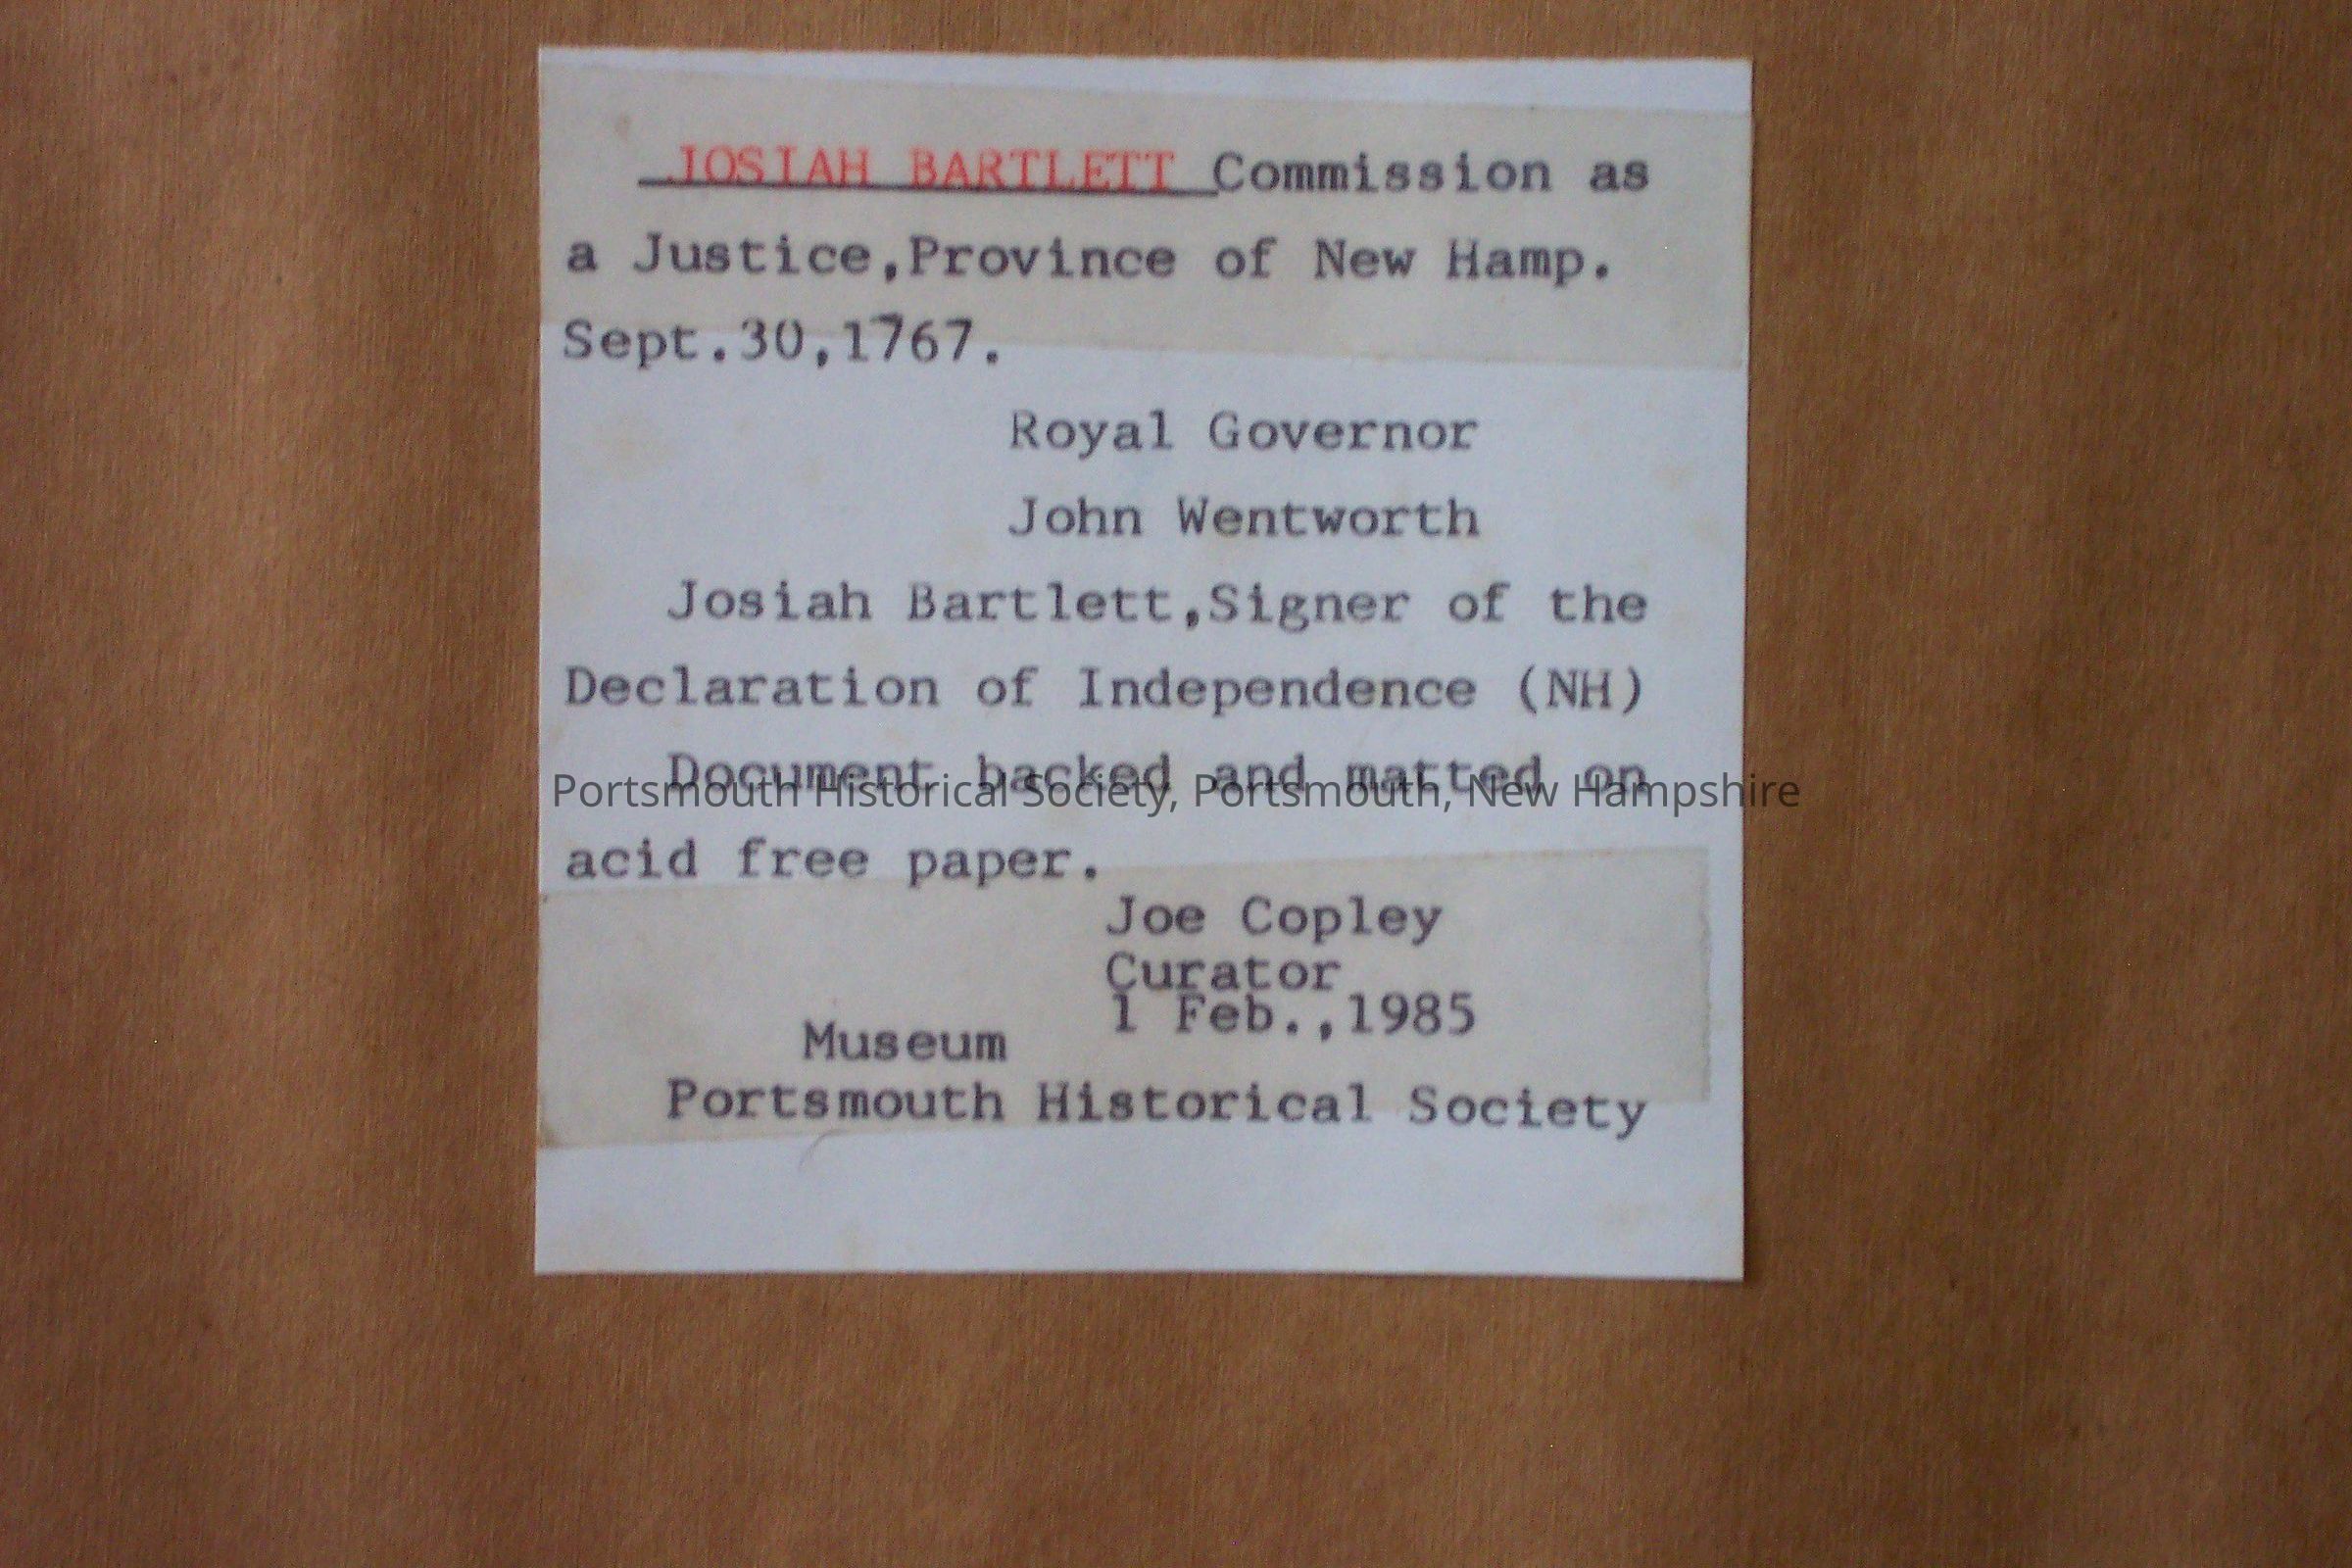 JOSIAH BARTLETT Commission as
a Justice,Province of New Hamp.
Sept.30,1767.
Royal Governor
John Wentworth
Josiah Bartlett,Signer of the
Declaration of Independence (NH)
Document backed and matted on
Portsmouth Historical Society, Portsmouth, New Hampshire
acid free paper.
Joe Copley
Curator
1 Feb.,1985
Museum
Portsmouth Historical Society